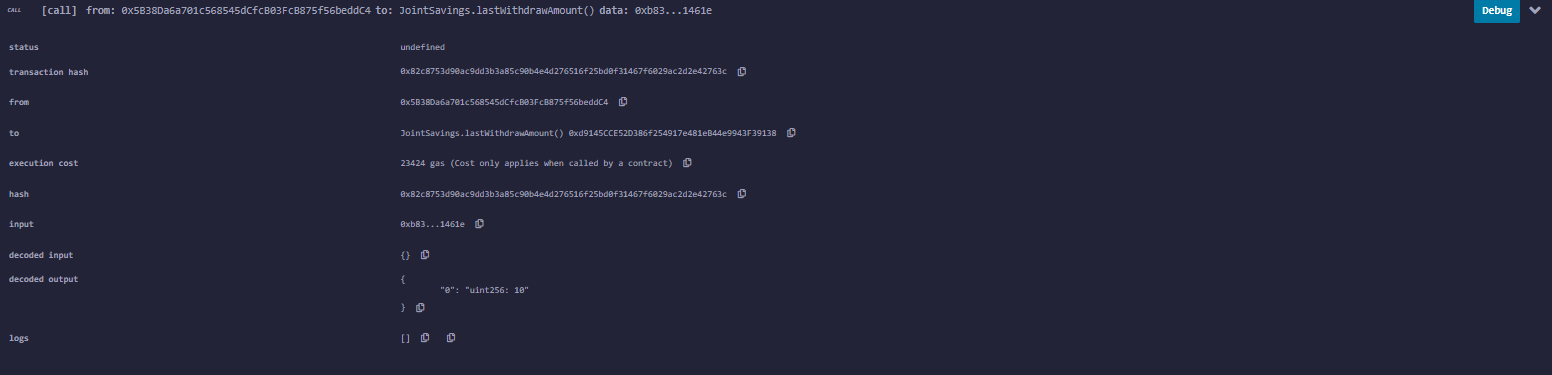 CALL [call] from: 0x5B38Da6a701c568545dCfcB03FcB875f56beddC4 to: JointSavings.lastWithdrawAmount() data: 0xb83...1461e Debug
status undefined
transaction hash 0x82c8753d90ac9dd3b3a85c90b4e4d276516f25bd0f31467f6029ac2d2e42763c
from 0x5B38Da6a701c568545dCfcB03FcB875f56beddC4
to JointSavings.lastWithdrawAmount() 0xd9145CCE52D386f254917e481eB44e9943F39138
execution cost 23424 gas (Cost only applies when called by a contract)
hash 0x82c8753d90ac9dd3b3a85c90b4e4d276516f25bd0f31467f6029ac2d2e42763c
input 0xb83...1461e
decoded input {}
decoded output {
"0": "uint256: 10"
}
logs []